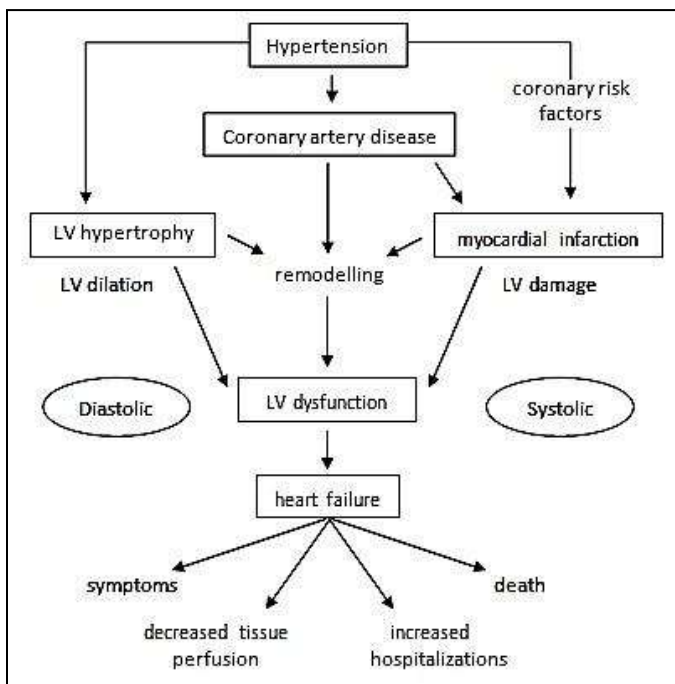 Hypertension
coronary risk
factors
Coronary artery disease
LV hypertrophy
myocardial infarction
LV dilation
remodelling
LV damage
Diastolic
LV dysfunction
Systolic
heart failure
symptoms
death
decreased tissue
perfusion
increased
hospitalizations